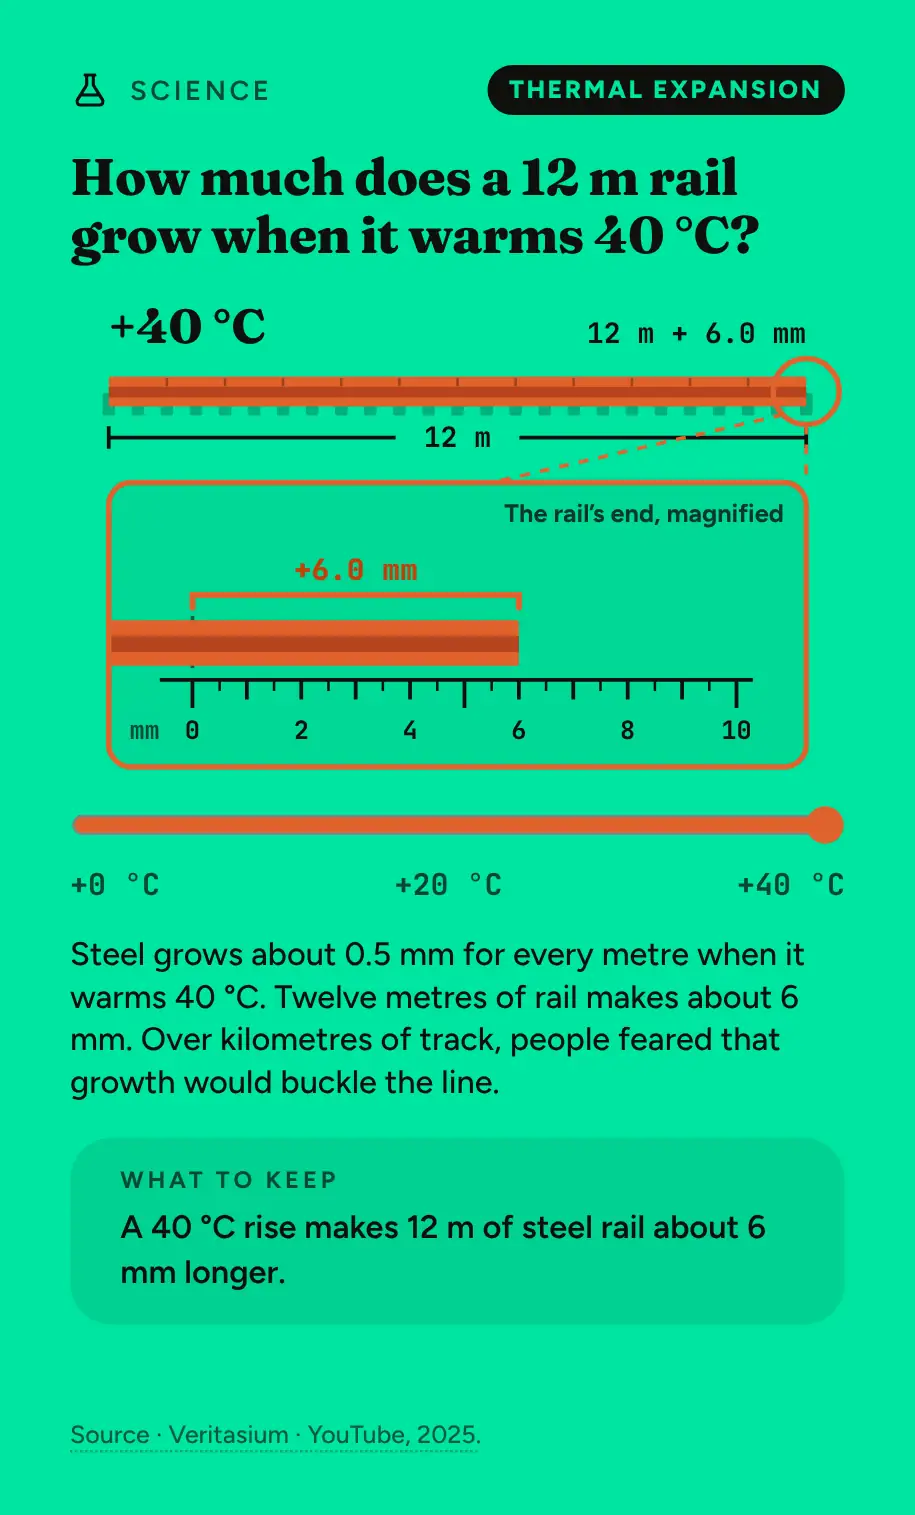 SCIENCE
THERMAL EXPANSION
How much does a 12 m rail
grow when it warms 40 °C?
+40 °C
12 m + 6.0 mm
12 m
The rail's end, magnified
+6.0 mm
mm 0 2 4 6 8 10
+0 °C +20 °C +40 °C
Steel grows about 0.5 mm for every metre when it
warms 40 °C. Twelve metres of rail makes about 6
mm. Over kilometres of track, people feared that
growth would buckle the line.
WHAT TO KEEP
A 40 °C rise makes 12 m of steel rail about 6
mm longer.
Source · Veritasium · YouTube, 2025.